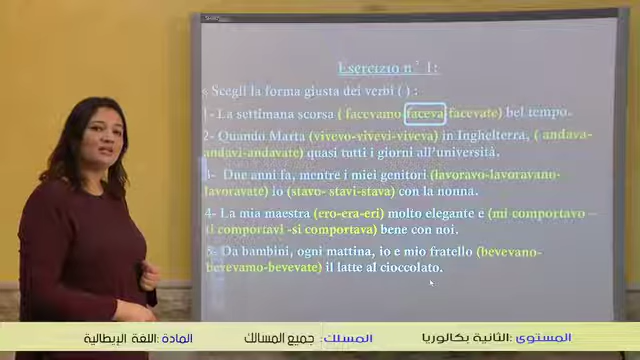 Esercizio n° 1:
Scegli la forma giusta dei verbi ( ) :
1- La settimana scorsa ( facevamo-faceva-facevate) bel tempo.
2- Quando Marta (vivevo-vivevi-viveva) in Inghelterra, ( andava-
andavi-andavate) quasi tutti i giorni all'università.
3- Due anni fa, mentre i miei genitori (lavoravo-lavoravano-
lavoravate) io (stavo- stavi-stava) con la nonna.
4- La mia maestra (ero-era-eri) molto elegante e (mi comportavo –
ti comportavi -si comportava) bene con noi.
5- Da bambini, ogni mattina, io e mio fratello (bevevano-
bevevamo-bevevate) il latte al cioccolato.
المستوى :الثانية بكالوريا المسلك: جميع المسالك المادة: اللغة الإيطالية